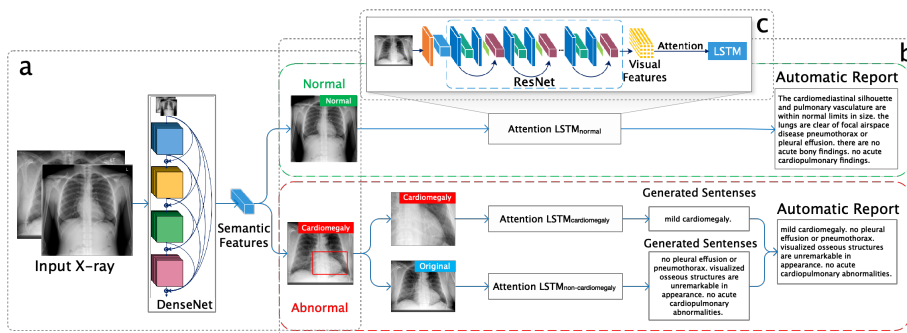 a
Input X-ray
DenseNet
Semantic
Features
c
ResNet
Visual
Features
Attention
LSTM
b
Normal
Normal
Attention LSTMnormal
Automatic Report
The cardiomediastinal silhouette
and pulmonary vasculature are
within normal limits in size. the
lungs are clear of focal airspace
disease pneumothorax or
pleural effusion. there are no
acute bony findings. no acute
cardiopulmonary findings.
Cardiomegaly
Abnormal
Cardiomegaly
Attention LSTMcardiomegaly
Generated Sentenses
mild cardiomegaly.
Original
Attention LSTMnon-cardiomegaly
Generated Sentenses
no pleural effusion or
pneumothorax. visualized
osseous structures are
unremarkable in
appearance. no acute
cardiopulmonary
abnormalities.
Automatic Report
mild cardiomegaly. no pleural
effusion or pneumothorax.
visualized osseous structures
are unremarkable in
appearance. no acute
cardiopulmonary abnormalities.